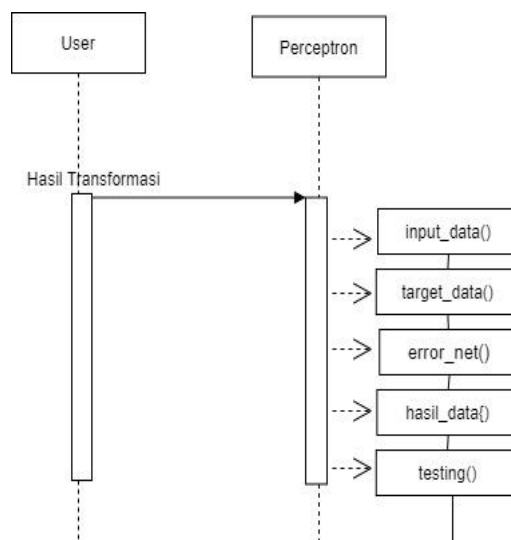 User
Perceptron
Hasil Transformasi
input_data()
target_data()
error_net()
hasil_data{)
testing()